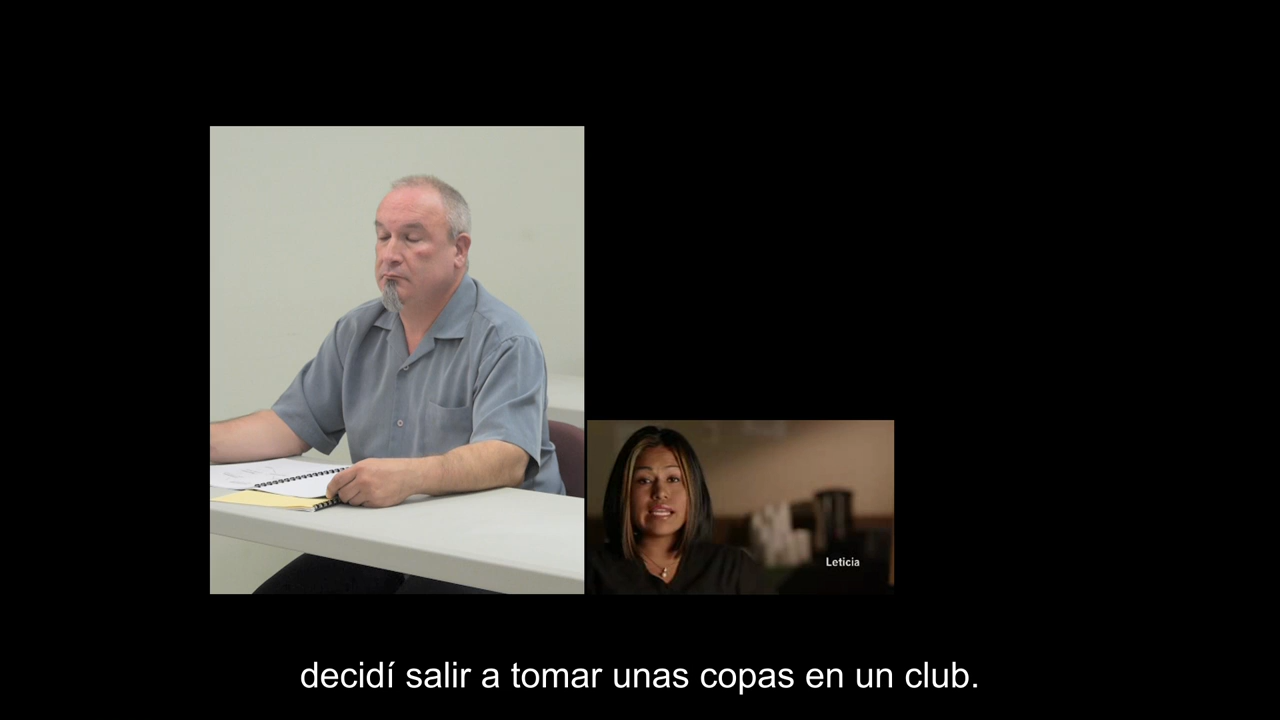 Leticia
decidí salir a tomar unas copas en un club.